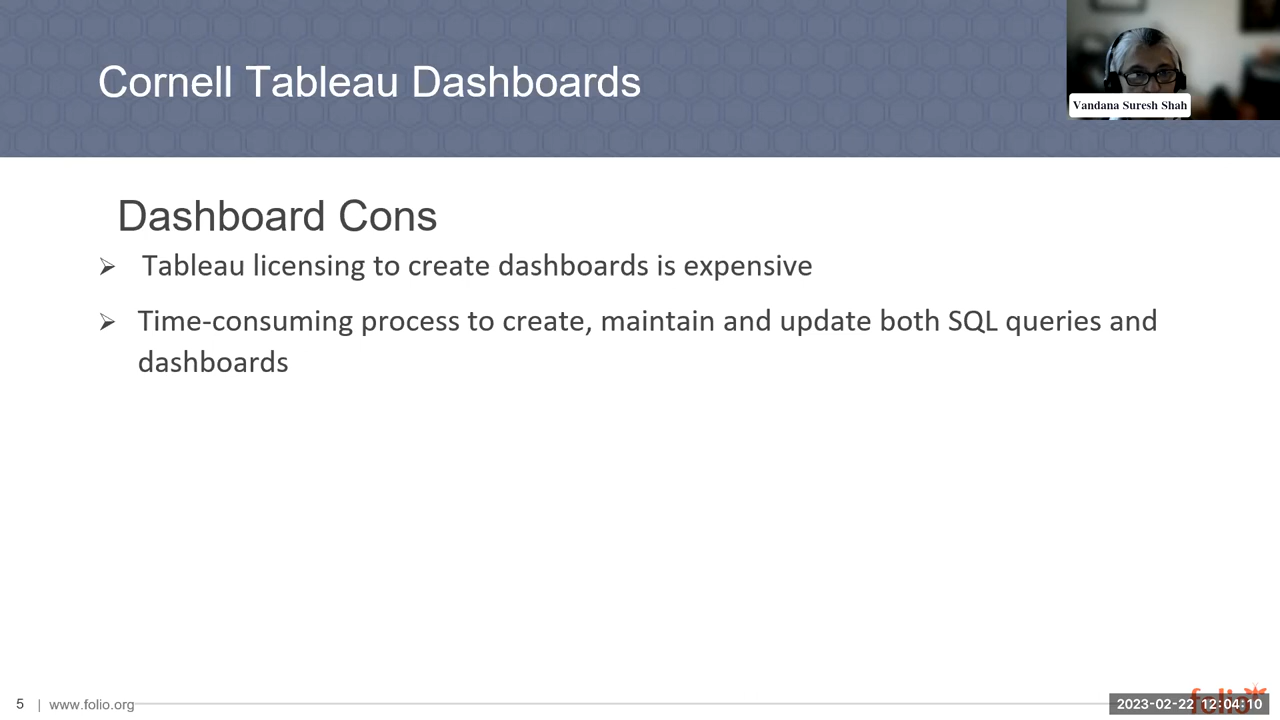 Cornell Tableau Dashboards
Vandana Suresh Shah
Dashboard Cons
➢ Tableau licensing to create dashboards is expensive
➢ Time-consuming process to create, maintain and update both SQL queries and
dashboards
5 | www.folio.org
folio
2023-02-22 12:04:10